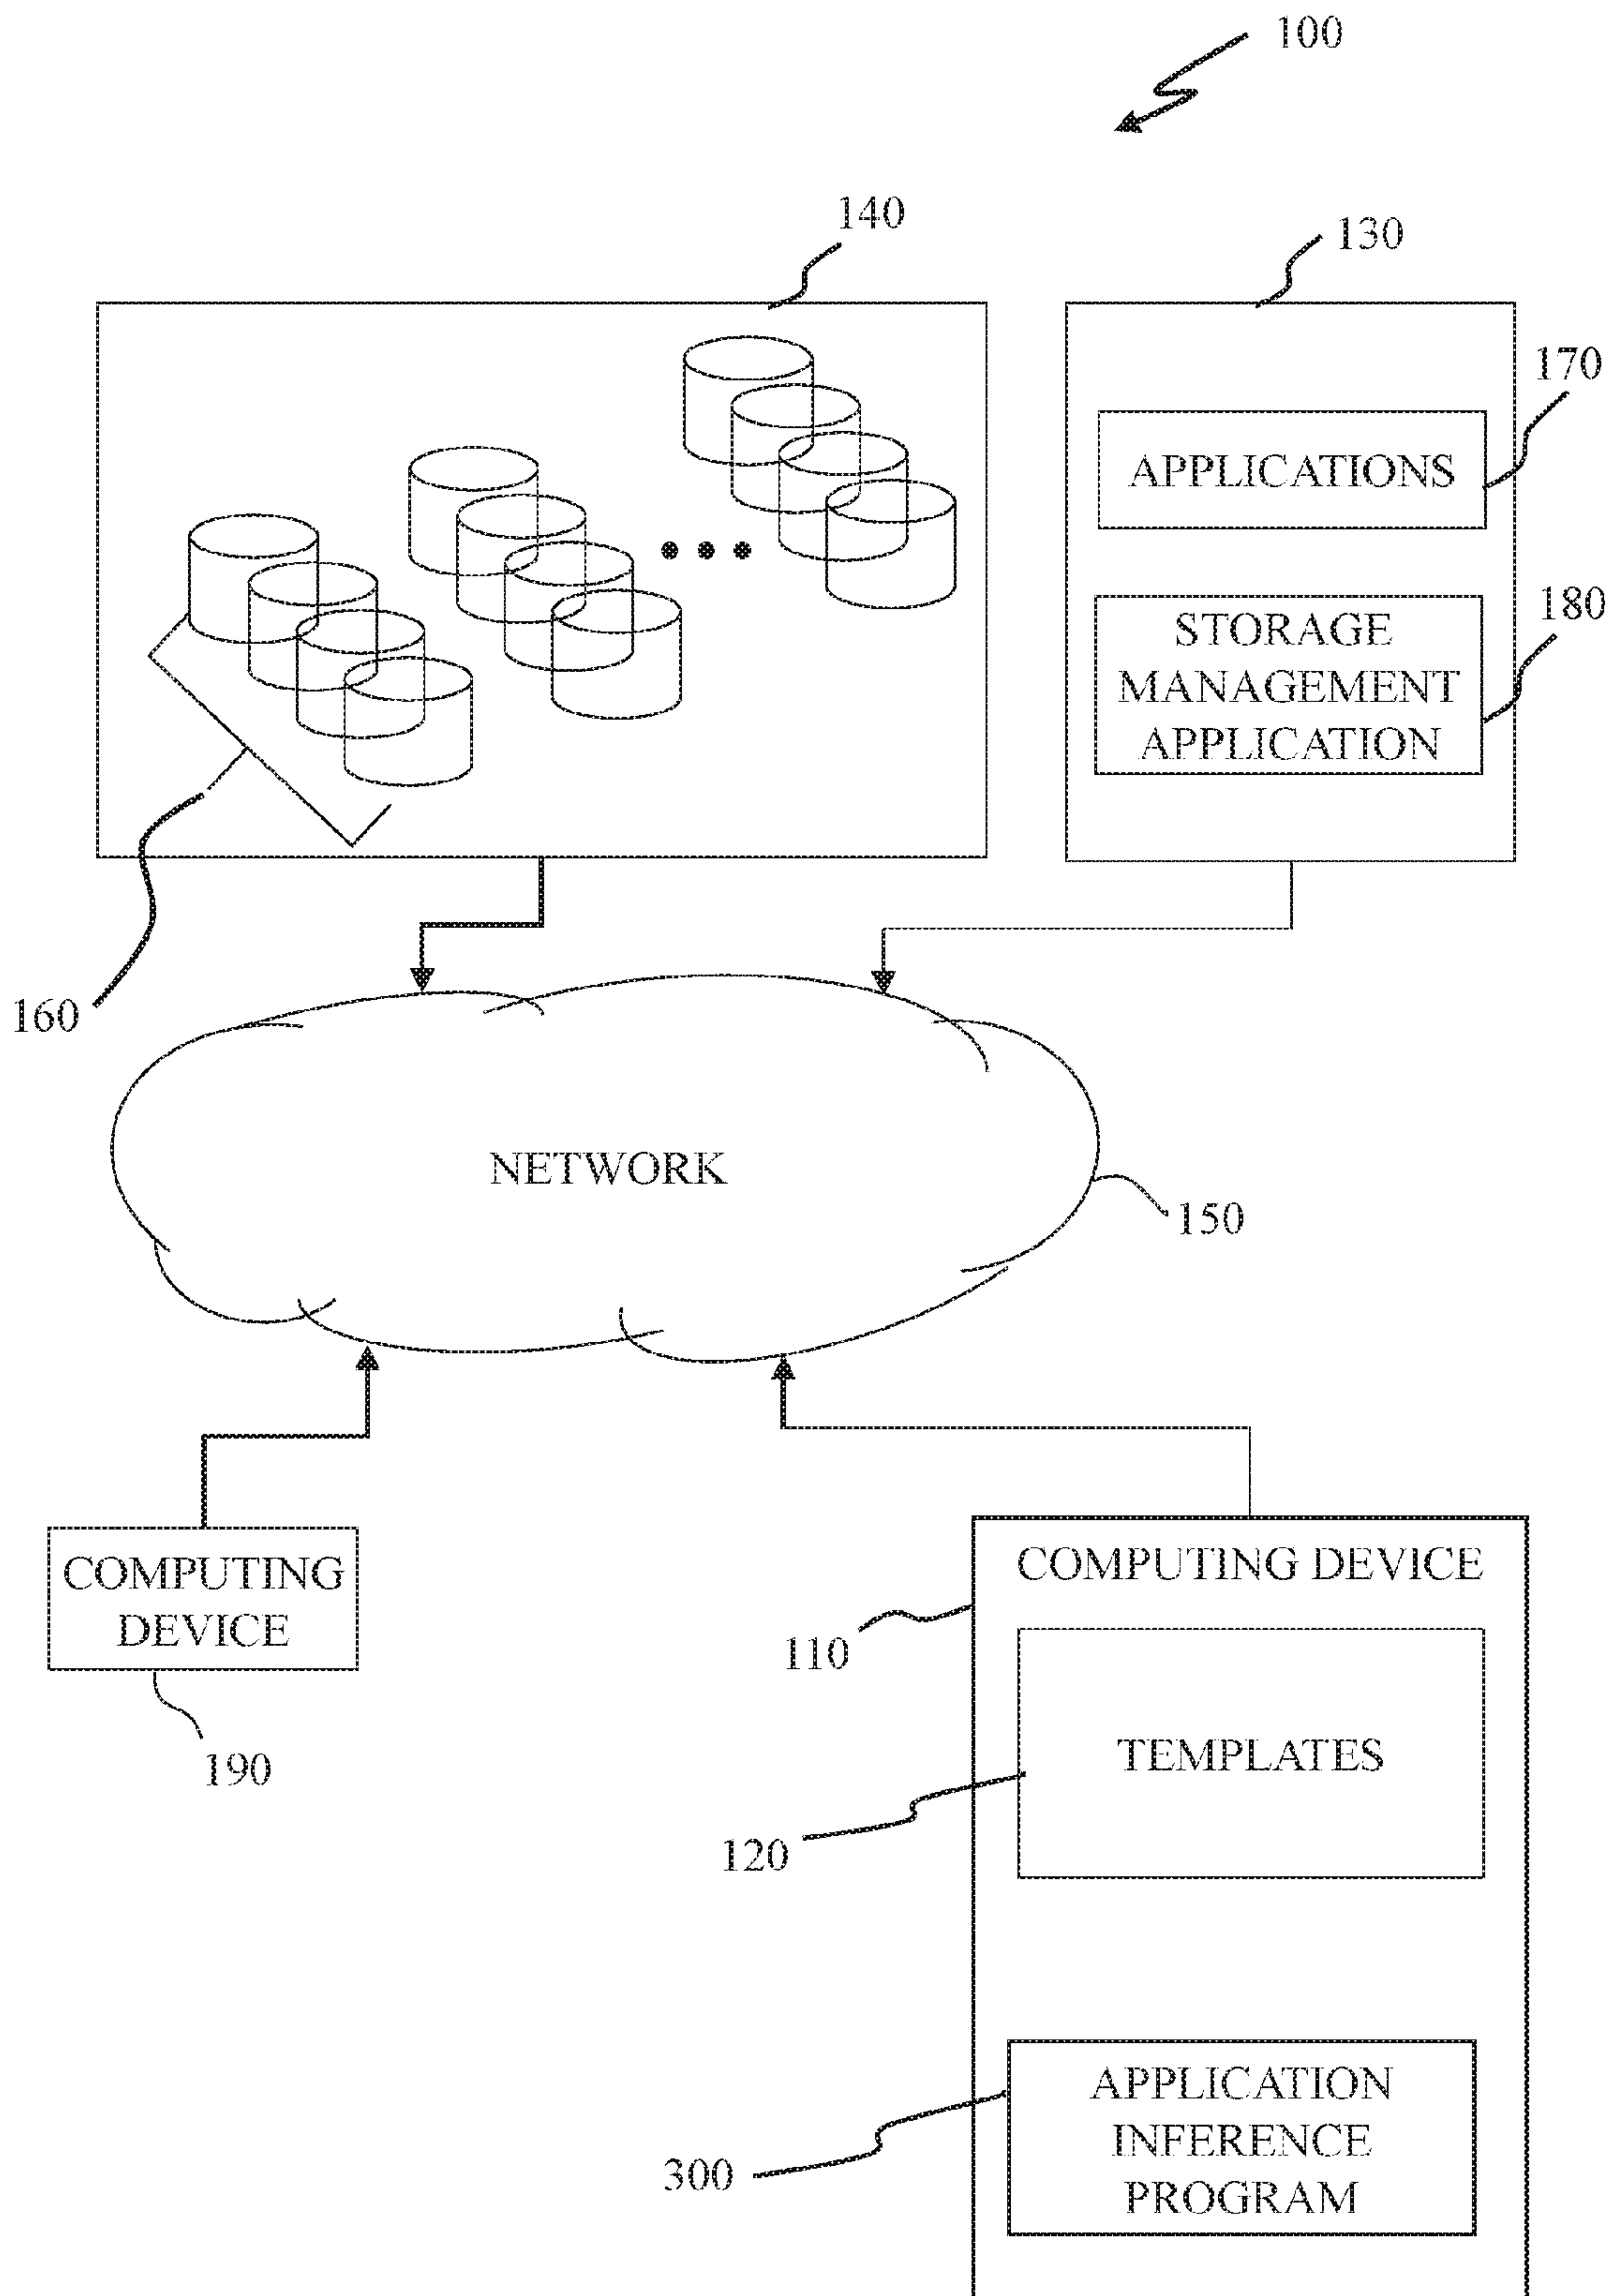 100
140
130
170
APPLICATIONS
180
STORAGE
MANAGEMENT
APPLICATION
160
NETWORK
150
COMPUTING
DEVICE
190
COMPUTING DEVICE
110
TEMPLATES
120
APPLICATION
INFERENCE
PROGRAM
300